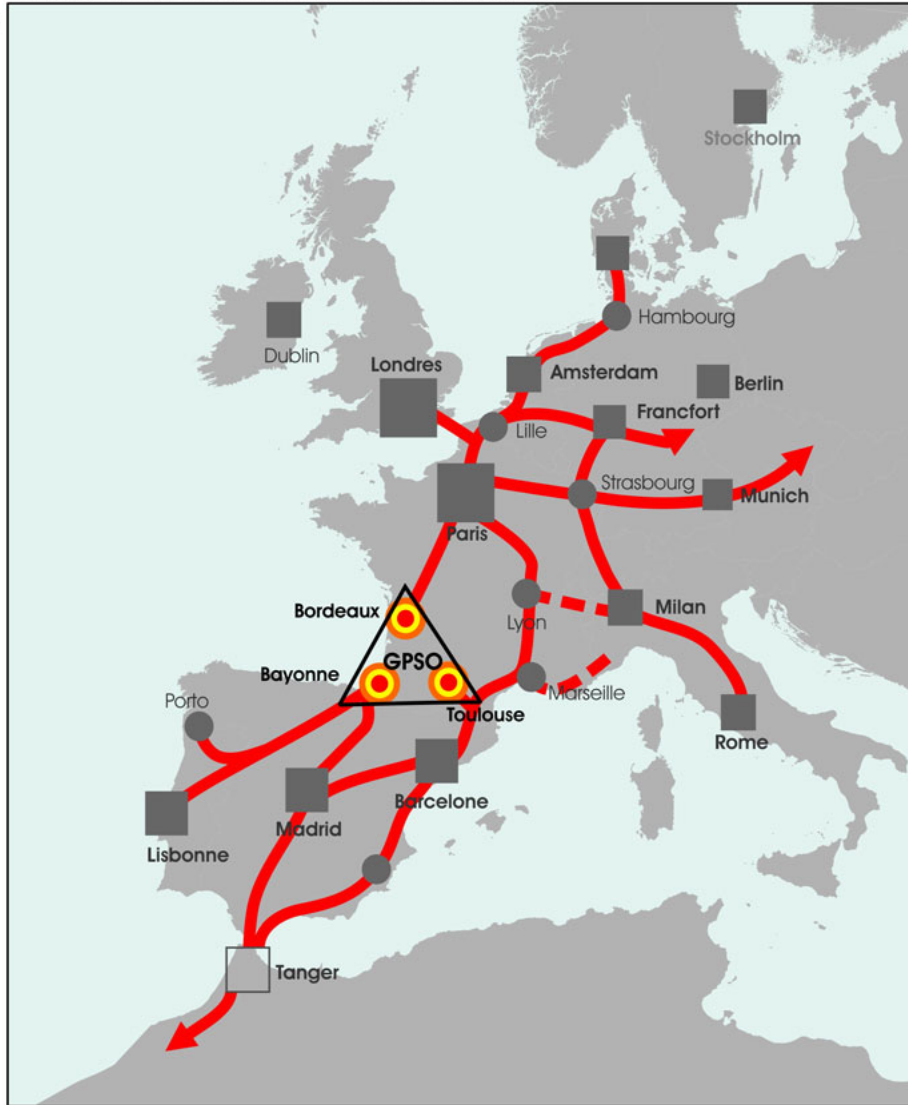 Stockholm
Hambourg
Dublin
Londres
Amsterdam
Berlin
Francfort
Lille
Strasbourg
Munich
Paris
Bordeaux
Lyon
Milan
GPSO
Bayonne
Marseille
Porto
Toulouse
Rome
Barcelone
Madrid
Lisbonne
Tanger